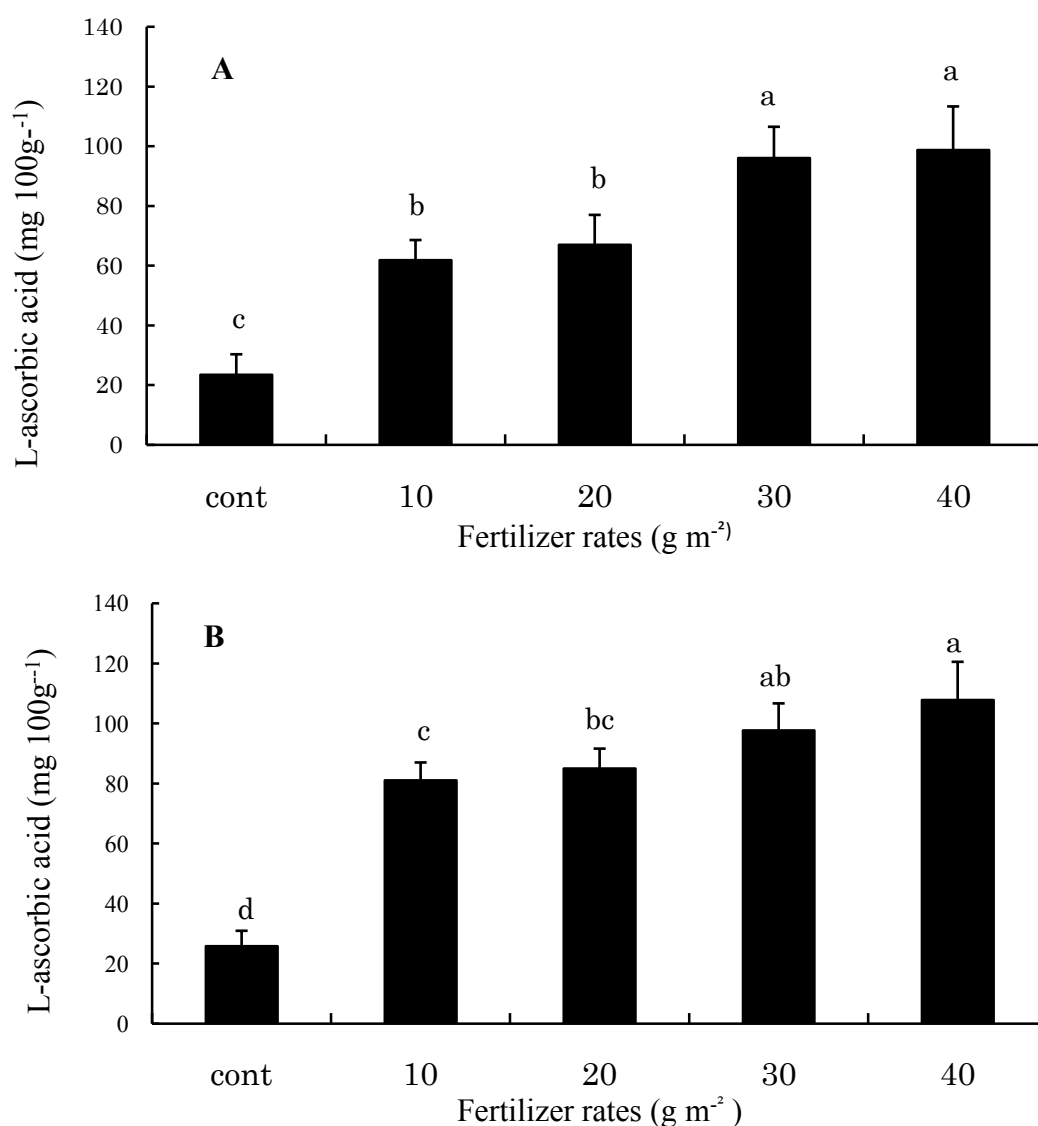 140
120
100
80
60
40
20
0
L-ascorbic acid (mg 100g-⁻¹)
A
c
b
b
a
a
cont 10 20 30 40
Fertilizer rates (g m⁻²⁾
140
120
100
80
60
40
20
0
L-ascorbic acid (mg 100g⁻⁻¹)
B
d
c
bc
ab
a
cont 10 20 30 40
Fertilizer rates (g m⁻² )